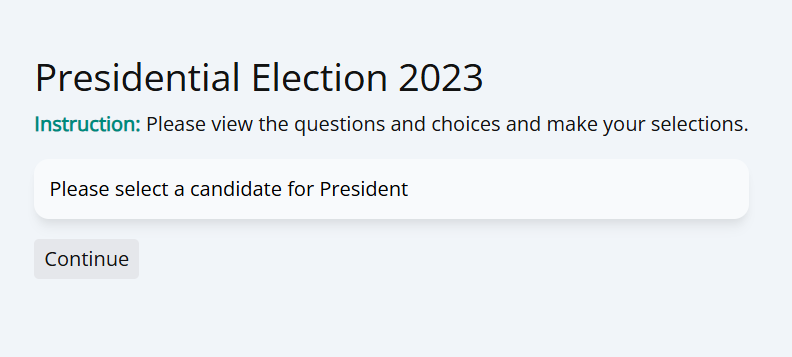 Presidential Election 2023
Instruction: Please view the questions and choices and make your selections.
Please select a candidate for President
Continue